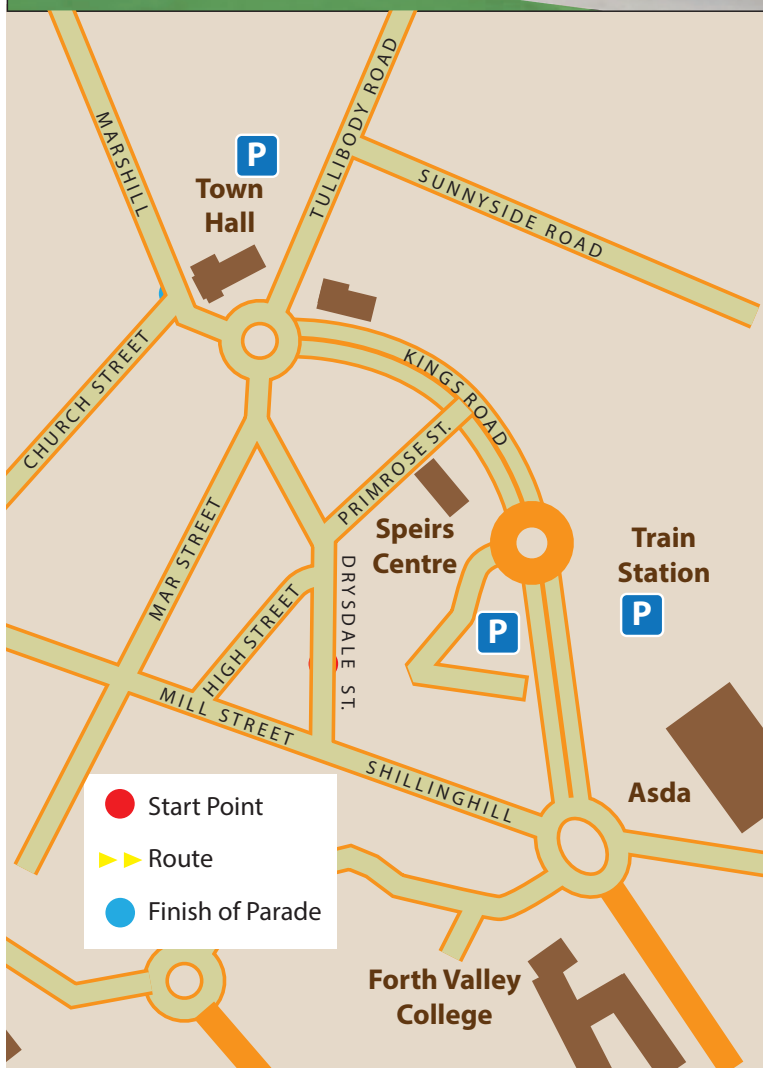 MARSHILL
TULLIBODY ROAD
P
Town
Hall
SUNNYSIDE ROAD
CHURCH STREET
KINGS ROAD
PRIMROSE ST.
MAR STREET
Speirs
Centre
Train
Station
P
P
DRYSDALE ST.
HIGH STREET
MILL STREET
SHILLINGHILL
Asda
Start Point
Route
Finish of Parade
Forth Valley
College